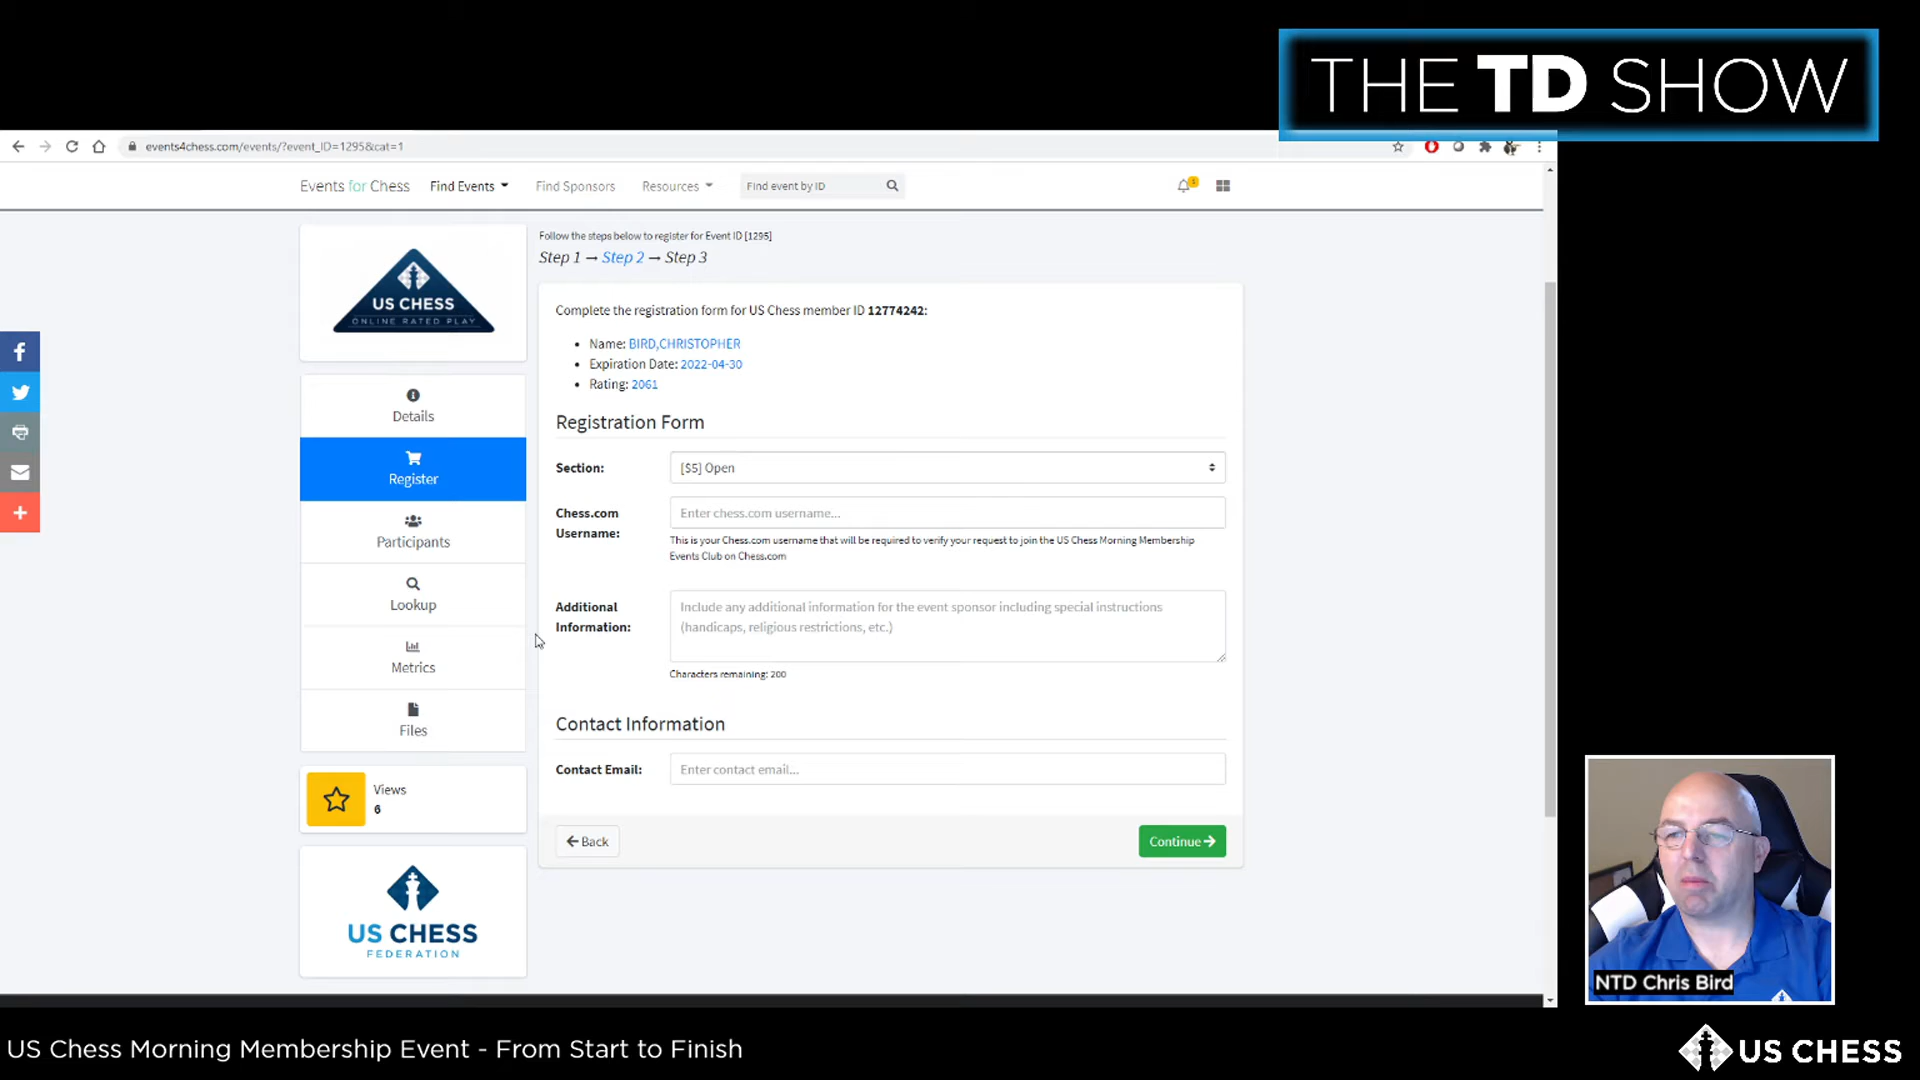 THE TD SHOW
events4chess.com/events/?event_ID=1295&cat=1
Events for Chess
Find Events
Find Sponsors
Resources
Find event by ID
1
Follow the steps below to register for Event ID [1295]
Step 1 → Step 2 → Step 3
US CHESS
ONLINE RATED PLAY
Details
Register
Participants
Lookup
Metrics
Files
Views
6
US CHESS
FEDERATION
Complete the registration form for US Chess member ID 12774242:
• Name: BIRD,CHRISTOPHER
• Expiration Date: 2022-04-30
• Rating: 2061
Registration Form
Section: [$5] Open
Chess.com Username:
Enter chess.com username...
This is your Chess.com username that will be required to verify your request to join the US Chess Morning Membership
Events Club on Chess.com
Additional Information:
Include any additional information for the event sponsor including special instructions
(handicaps, religious restrictions, etc.)
Characters remaining: 200
Contact Information
Contact Email: Enter contact email...
Back
Continue
NTD Chris Bird
US Chess Morning Membership Event - From Start to Finish
US CHESS